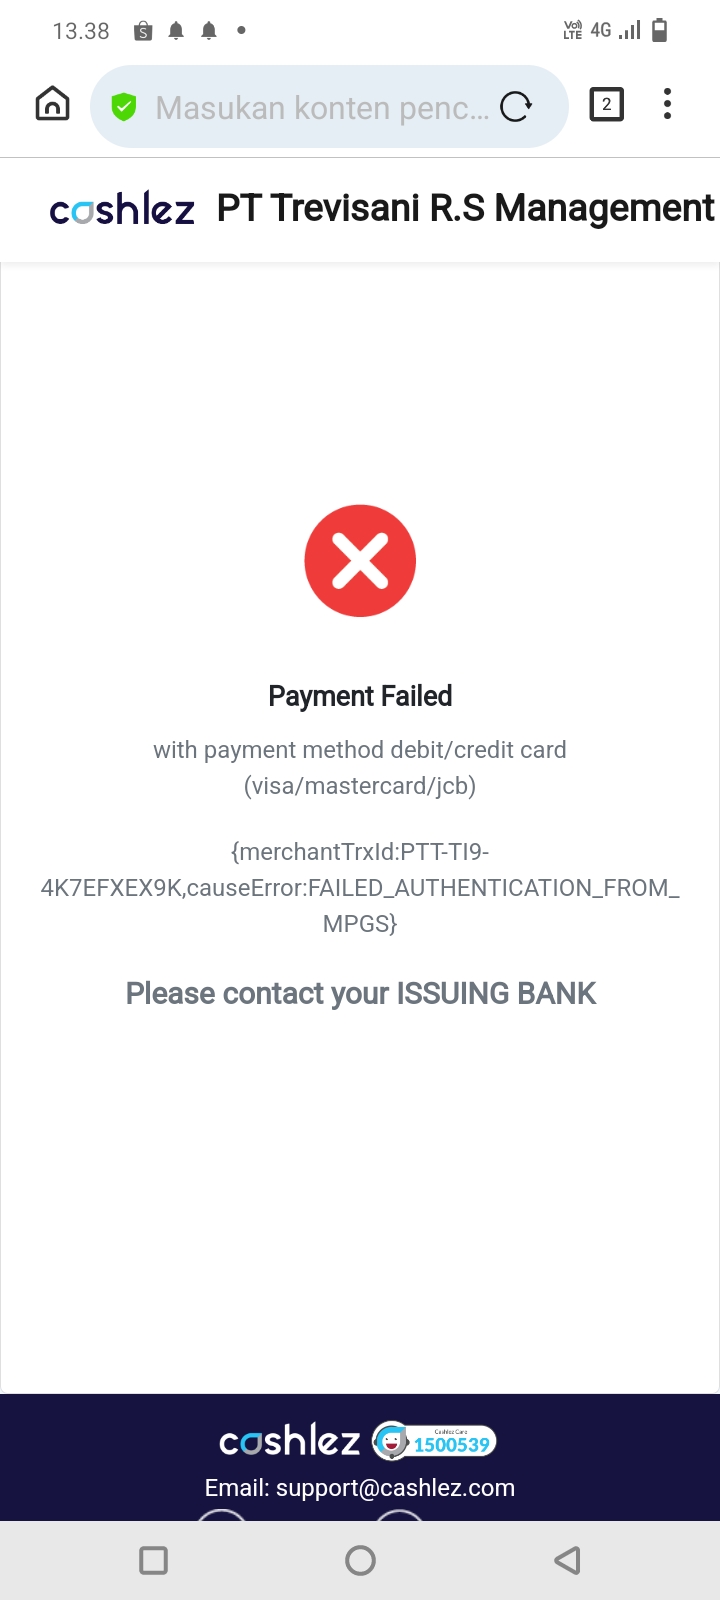 13.38
Vo)) LTE 4G
Masukan konten penc...
2
cashlez PT Trevisani R.S Management
Payment Failed
with payment method debit/credit card
(visa/mastercard/jcb)
{merchantTrxId:PTT-TI9-
4K7EFXEX9K,causeError:FAILED_AUTHENTICATION_FROM_
MPGS}
Please contact your ISSUING BANK
cashlez
Cashlez Care
1500539
Email: support@cashlez.com